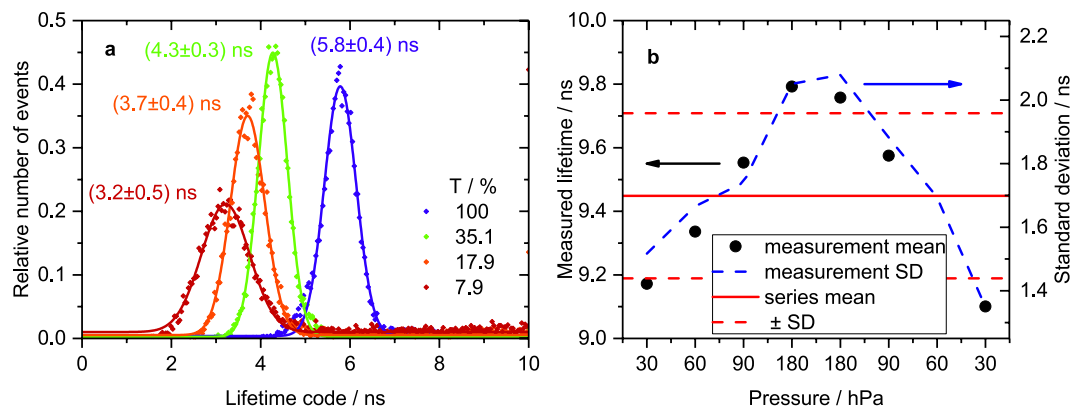 a
(5.8±0.4) ns
(4.3±0.3) ns
(3.7±0.4) ns
(3.2±0.5) ns
T / %
100
35.1
17.9
7.9
Relative number of events
0.5
0.4
0.3
0.2
0.1
0.0
0 2 4 6 8 10
Lifetime code / ns
b
Measured lifetime / ns
10.0
9.8
9.6
9.4
9.2
9.0
measurement mean
measurement SD
series mean
± SD
30 60 90 180 180 90 60 30
Pressure / hPa
2.2
2.0
1.8
1.6
1.4
Standard deviation / ns